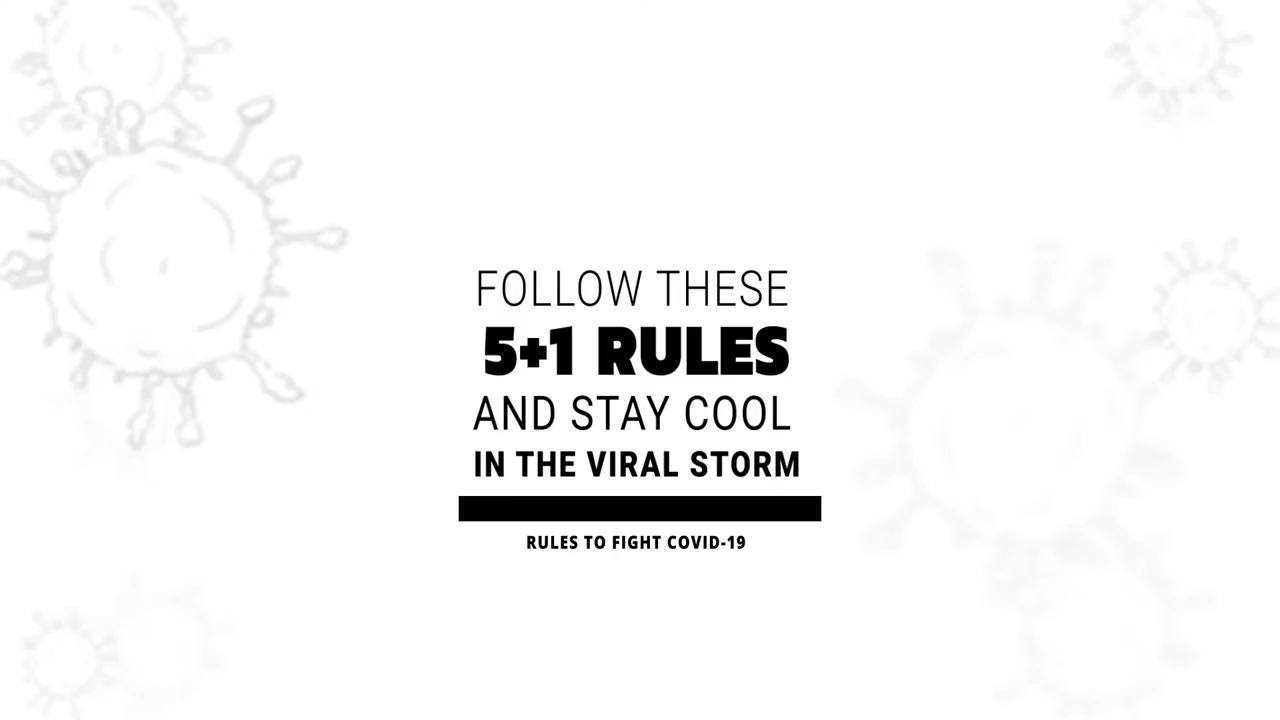 FOLLOW THESE
5+1 RULES
AND STAY COOL
IN THE VIRAL STORM
RULES TO FIGHT COVID-19